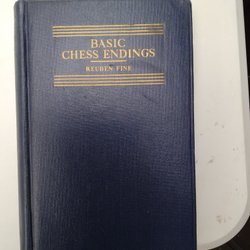 BASIC
CHESS ENDINGS
REUBEN FINE